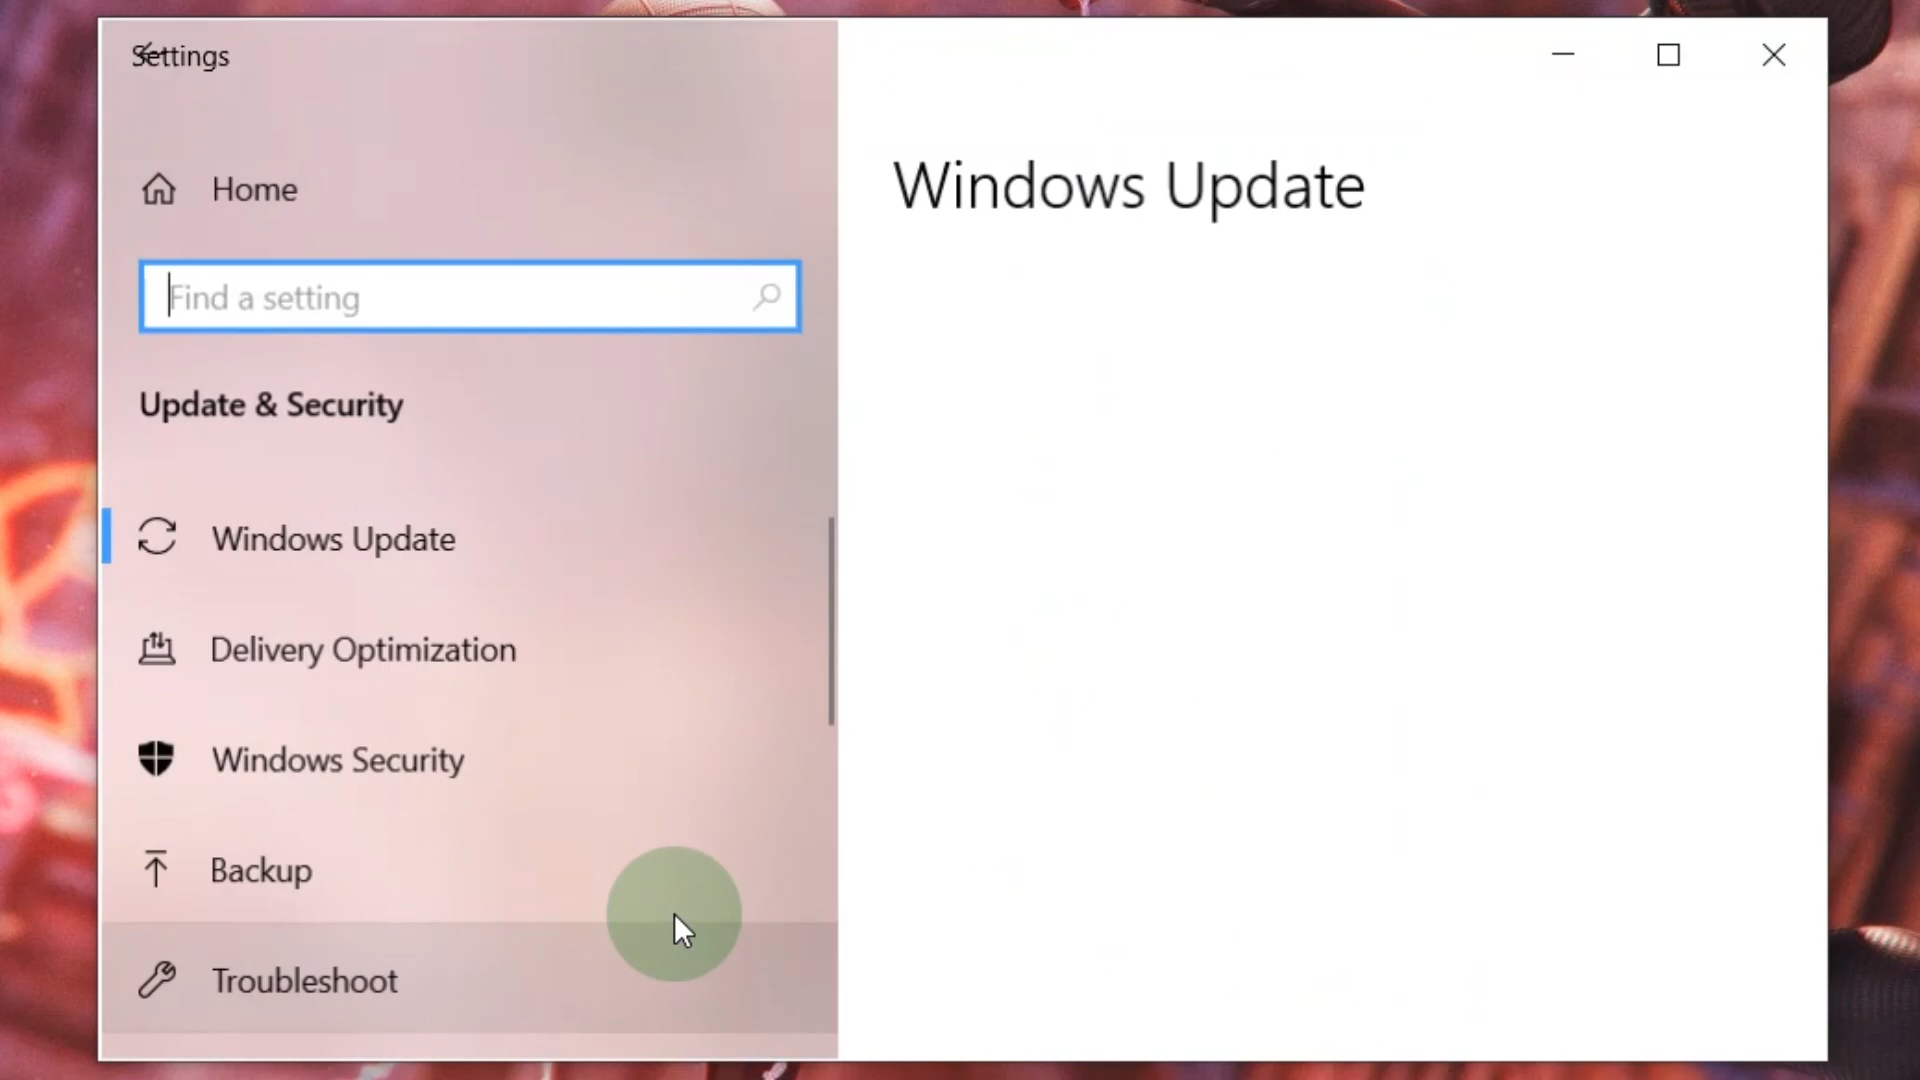 Settings
Home
Find a setting
Update & Security
Windows Update
Delivery Optimization
Windows Security
Backup
Troubleshoot
Windows Update